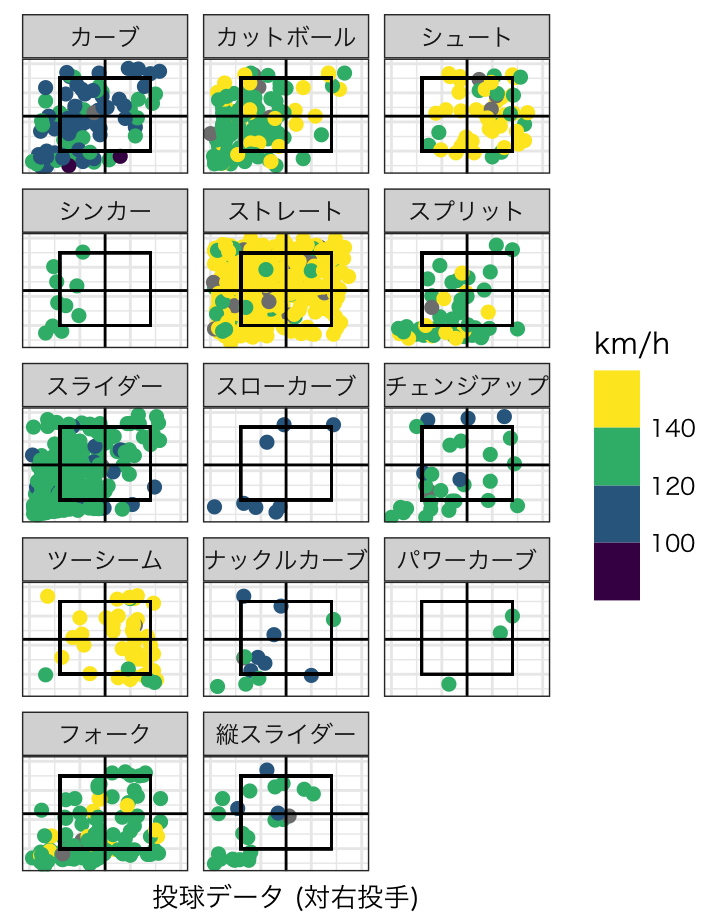 カーブ
カットボール
シュート
シンカー
ストレート
スプリット
スライダー
スローカーブ
チェンジアップ
ツーシーム
ナックルカーブ
パワーカーブ
フォーク
縦スライダー
km/h
140
120
100
投球データ (対右投手)